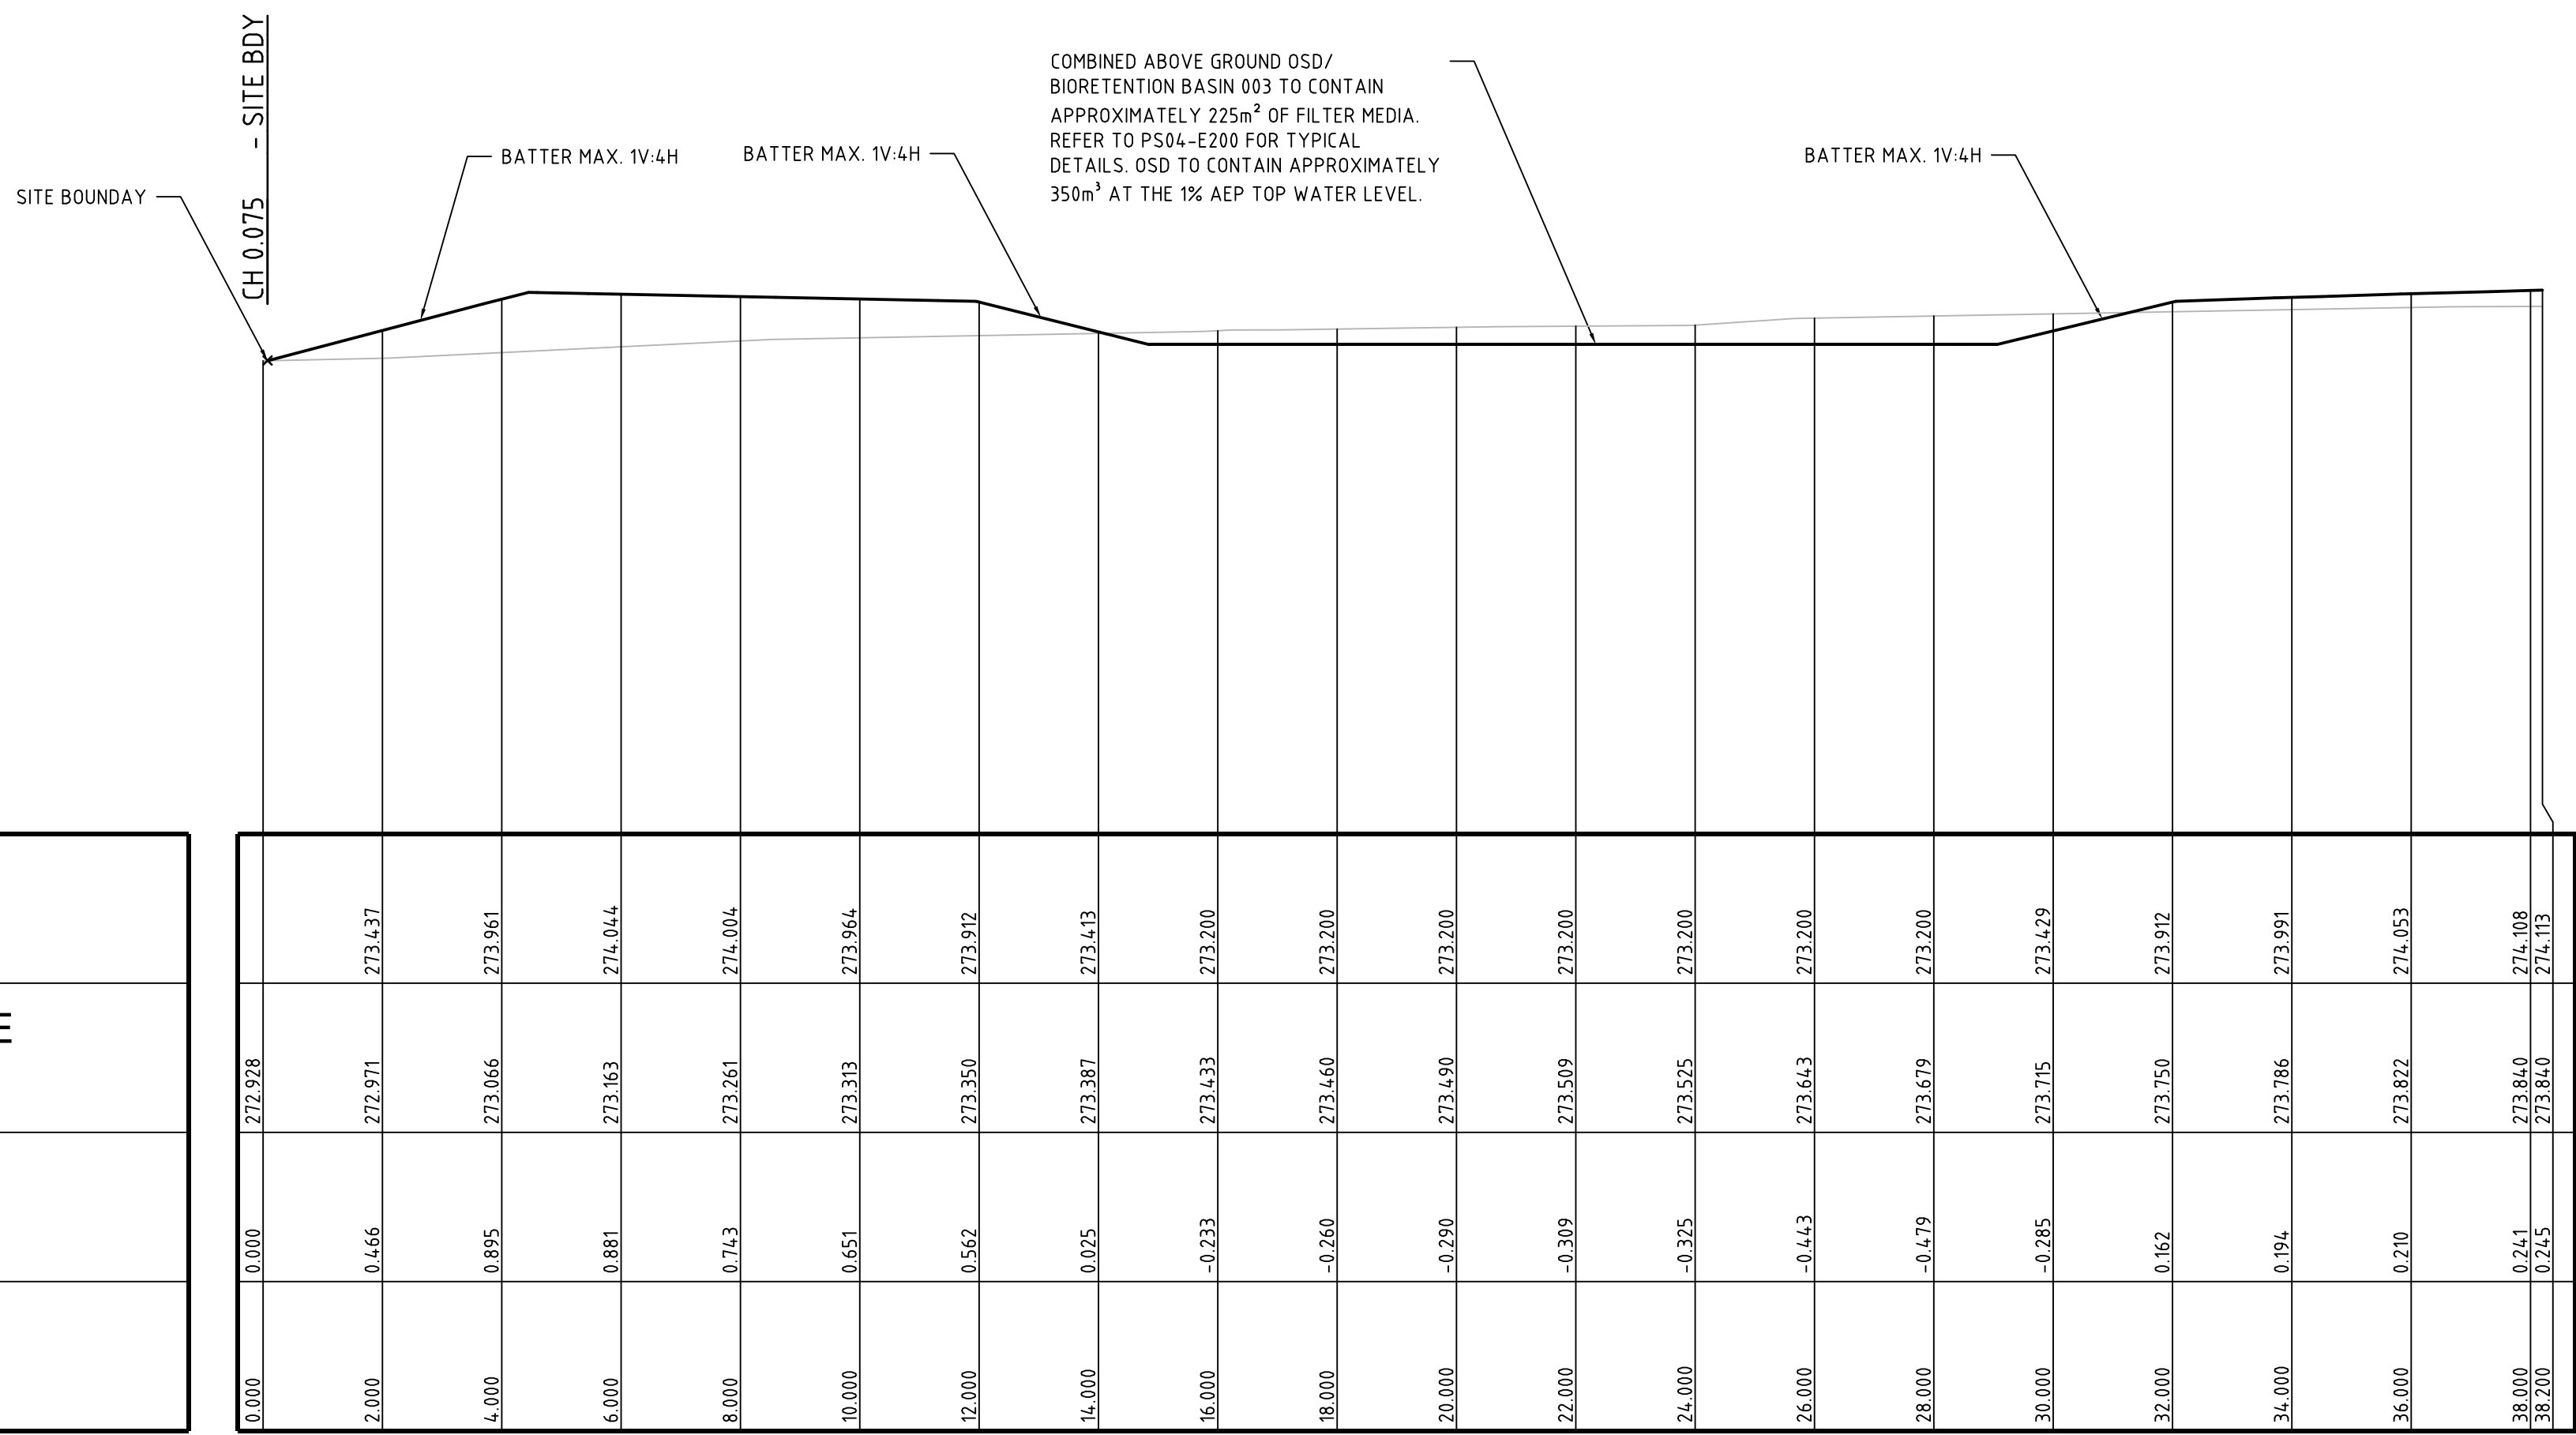 CH 0.075 - SITE BDY
SITE BOUNDAY
BATTER MAX. 1V:4H
BATTER MAX. 1V:4H
COMBINED ABOVE GROUND OSD/
BIORETENTION BASIN 003 TO CONTAIN
APPROXIMATELY 225m² OF FILTER MEDIA.
REFER TO PS04-E200 FOR TYPICAL
DETAILS. OSD TO CONTAIN APPROXIMATELY
350m³ AT THE 1% AEP TOP WATER LEVEL.
BATTER MAX. 1V:4H
273.437 273.961 274.044 274.004 273.964 273.912 273.413 273.200 273.200 273.200 273.200 273.200 273.200 273.200 273.429 273.912 273.991 274.053 274.108 274.113
E
272.928 272.971 273.066 273.163 273.261 273.313 273.350 273.387 273.433 273.460 273.490 273.509 273.525 273.643 273.679 273.715 273.750 273.786 273.822 273.840 273.840
0.000 0.466 0.895 0.881 0.743 0.651 0.562 0.025 -0.233 -0.260 -0.290 -0.309 -0.325 -0.443 -0.479 -0.285 0.162 0.194 0.210 0.241 0.245
0.000 2.000 4.000 6.000 8.000 10.000 12.000 14.000 16.000 18.000 20.000 22.000 24.000 26.000 28.000 30.000 32.000 34.000 36.000 38.000 38.200